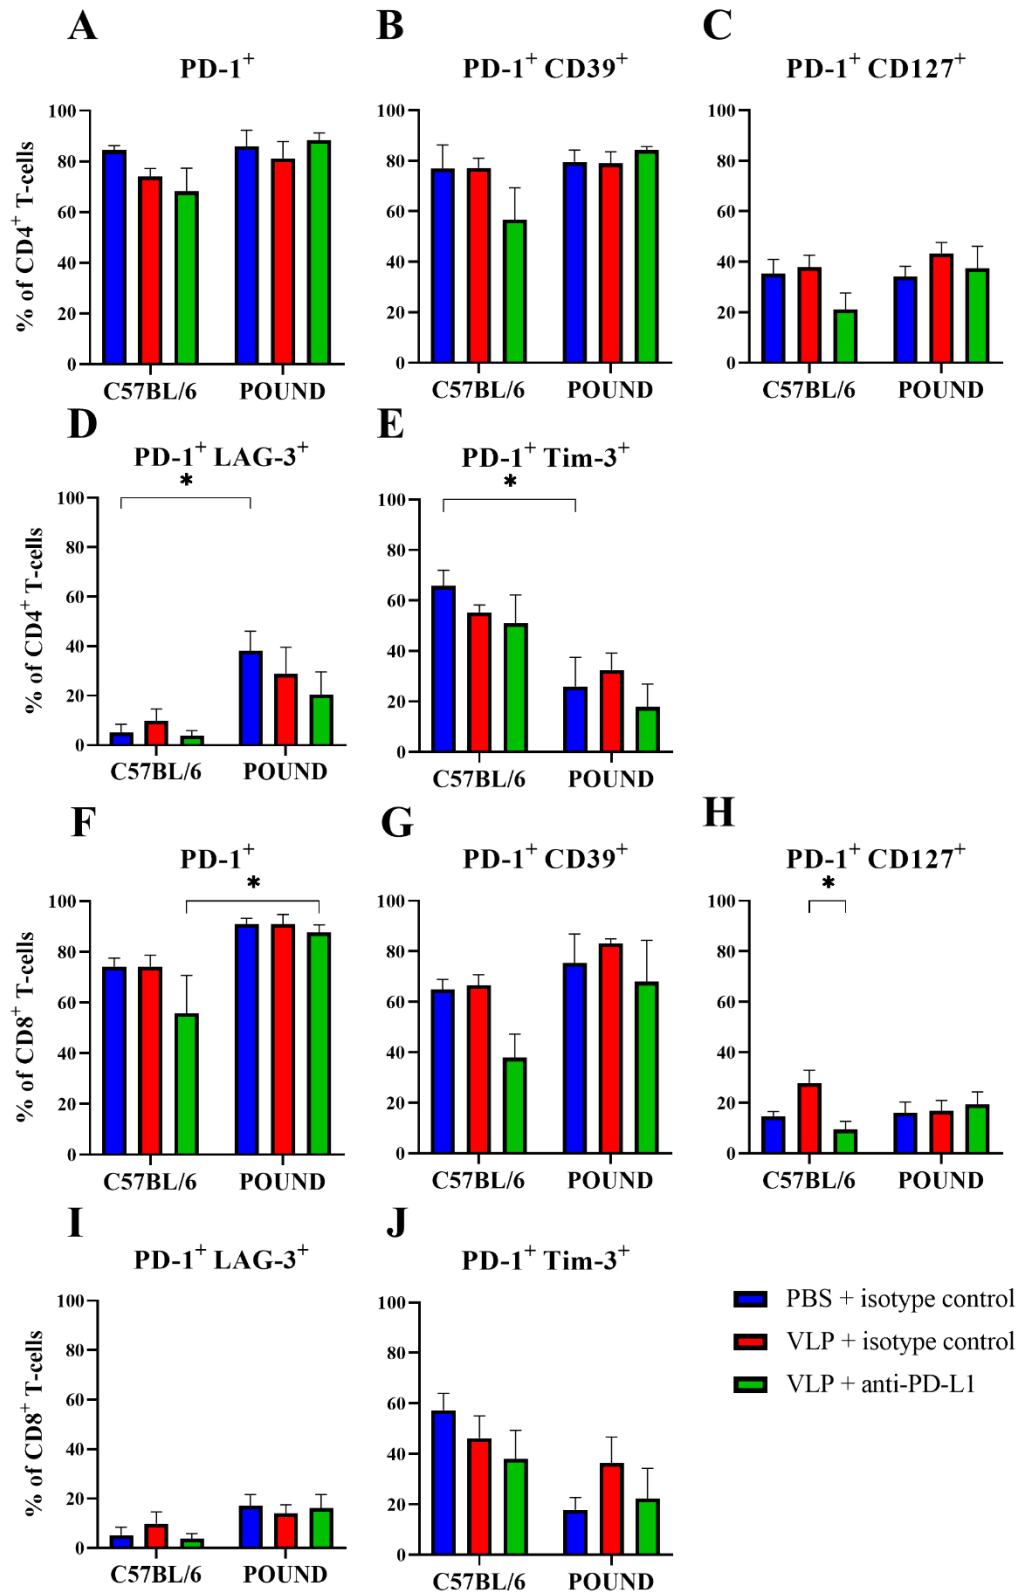 A
B
C
PD-1+
PD-1+ CD39+
PD-1+ CD127+
% of CD4+ T-cells
100
80
60
40
20
0
C57BL/6 POUND
100
80
60
40
20
0
C57BL/6 POUND
100
80
60
40
20
0
C57BL/6 POUND
D
E
PD-1+ LAG-3+
PD-1+ Tim-3+
% of CD4+ T-cells
*
100
80
60
40
20
0
C57BL/6 POUND
*
100
80
60
40
20
0
C57BL/6 POUND
F
G
H
PD-1+
PD-1+ CD39+
PD-1+ CD127+
% of CD8+ T-cells
*
100
80
60
40
20
0
C57BL/6 POUND
100
80
60
40
20
0
C57BL/6 POUND
*
100
80
60
40
20
0
C57BL/6 POUND
I
J
PD-1+ LAG-3+
PD-1+ Tim-3+
% of CD8+ T-cells
100
80
60
40
20
0
C57BL/6 POUND
100
80
60
40
20
0
C57BL/6 POUND
PBS + isotype control
VLP + isotype control
VLP + anti-PD-L1